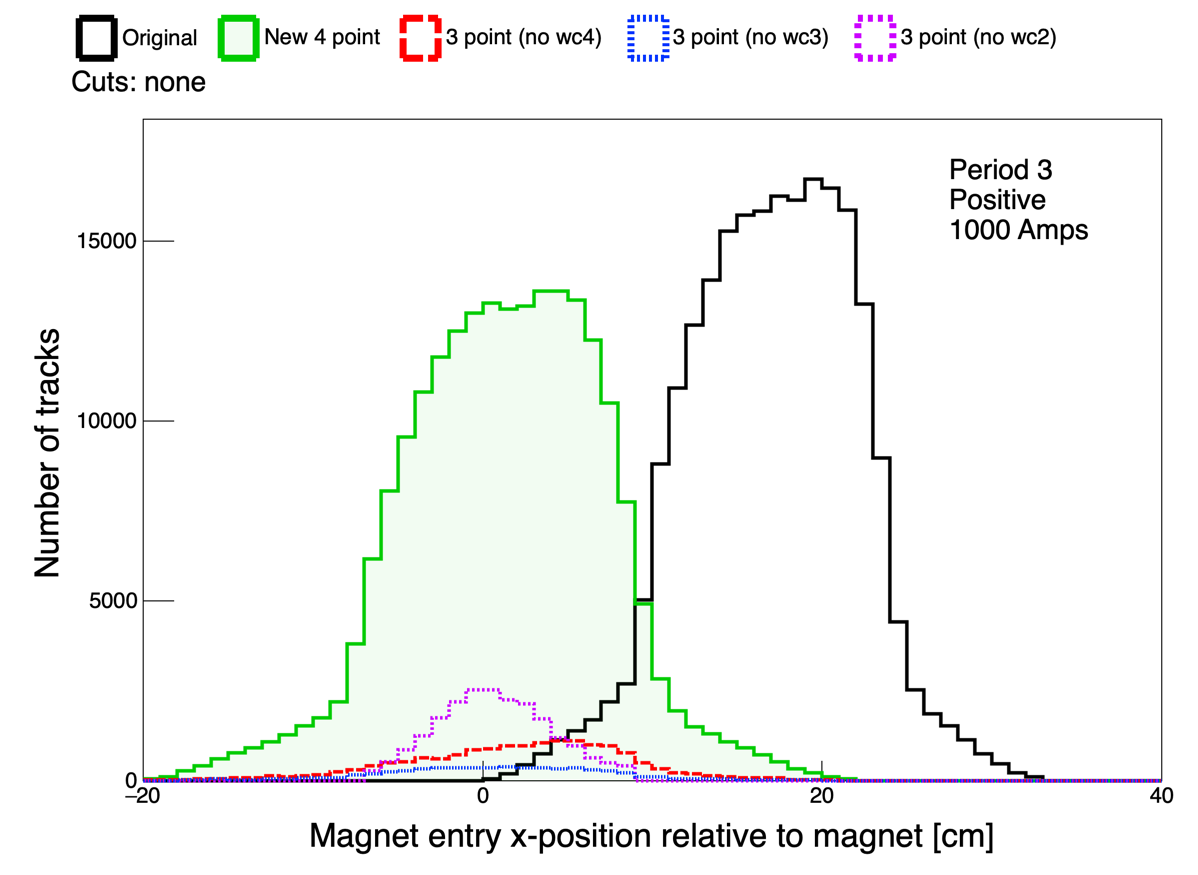 Original New 4 point 3 point (no wc4) 3 point (no wc3) 3 point (no wc2)
Cuts: none
Period 3
Positive
1000 Amps
15000
10000
5000
0
Number of tracks
−20 0 20 40
Magnet entry x-position relative to magnet [cm]